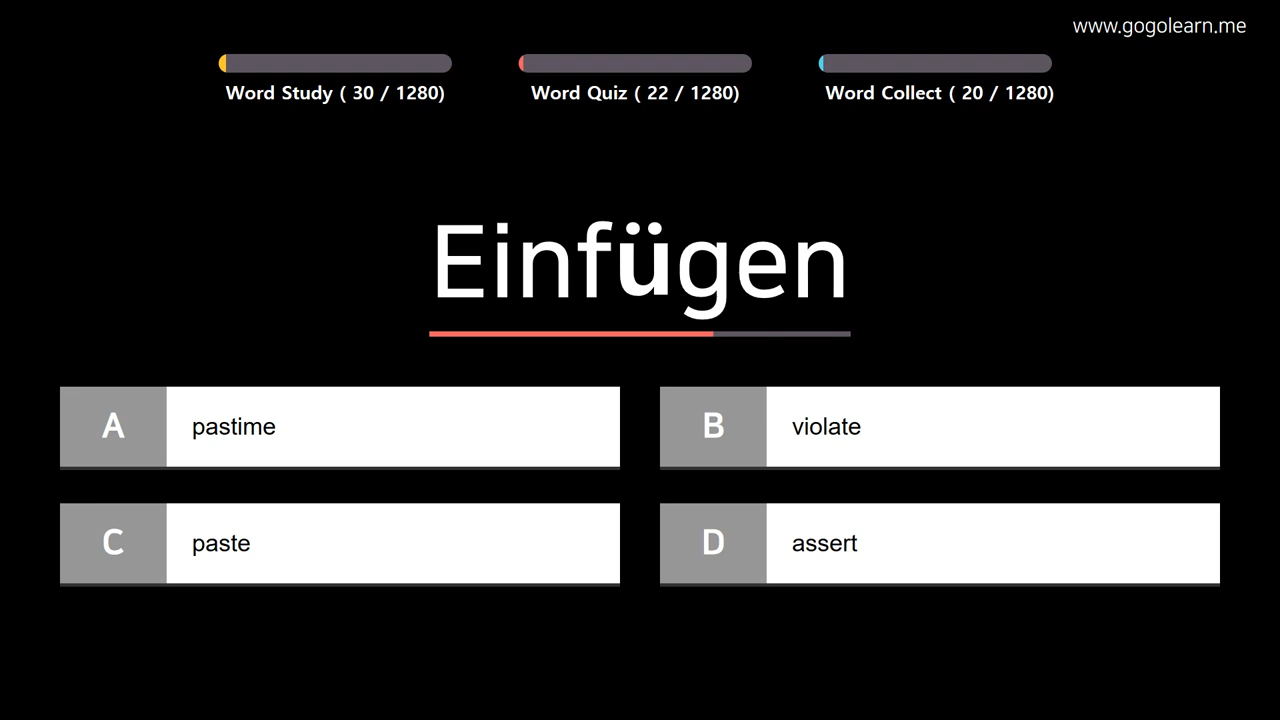 www.gogolearn.me
Word Study ( 30 / 1280)
Word Quiz ( 22 / 1280)
Word Collect ( 20 / 1280)
Einfügen
A pastime
B violate
C paste
D assert